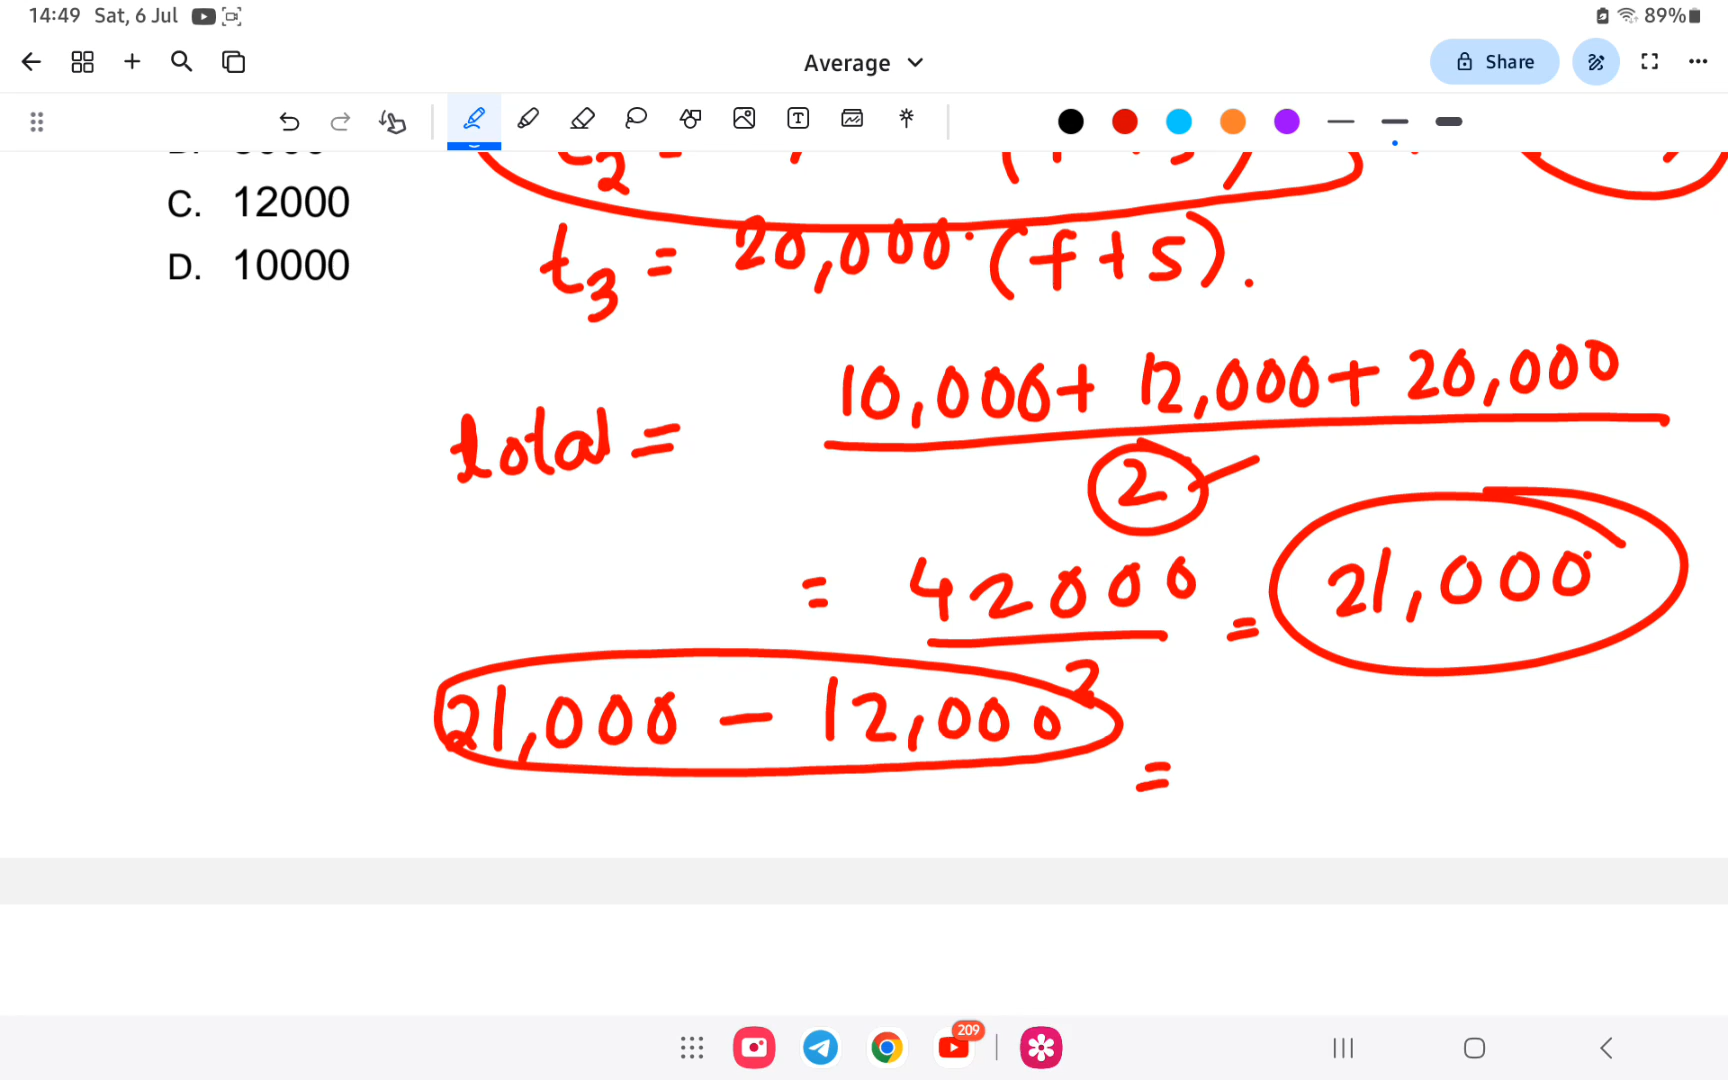 14:49 Sat, 6 Jul 89%
Average
Share
C. 12000
D. 10000
t3 = 20,000. (f+s).
total = 10,000+ 12,000+ 20,000
2
= 42000 = 21,000
2
21,000 - 12,000 =
209